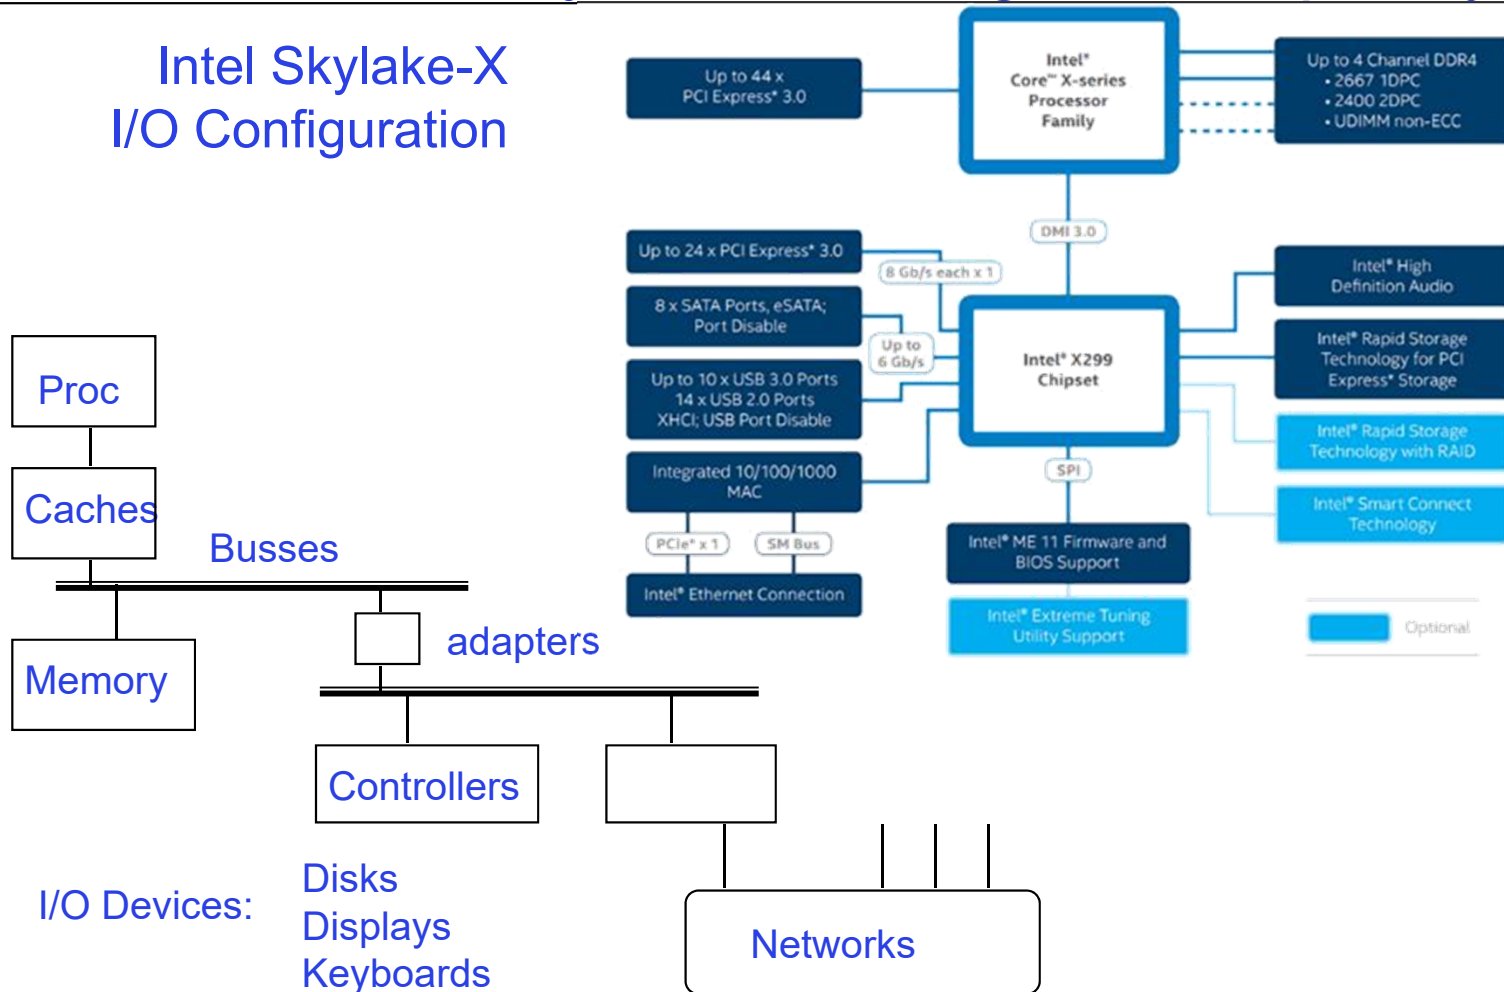 Intel Skylake-X
I/O Configuration
Up to 44 x
PCI Express* 3.0
Intel®
Core™ X-series
Processor
Family
Up to 4 Channel DDR4
• 2667 1DPC
• 2400 2DPC
• UDIMM non-ECC
DMI 3.0
Up to 24 x PCI Express* 3.0
8 Gb/s each x 1
8 x SATA Ports, eSATA;
Port Disable
Up to
6 Gb/s
Up to 10 x USB 3.0 Ports
14 x USB 2.0 Ports
XHCI; USB Port Disable
Integrated 10/100/1000
MAC
PCIe* x 1
SM Bus
Intel® Ethernet Connection
Intel® X299
Chipset
SPI
Intel® ME 11 Firmware and
BIOS Support
Intel® Extreme Tuning
Utility Support
Intel® High
Definition Audio
Intel® Rapid Storage
Technology for PCI
Express* Storage
Intel® Rapid Storage
Technology with RAID
Intel® Smart Connect
Technology
Optional
Proc
Caches
Busses
Memory
adapters
Controllers
I/O Devices:
Disks
Displays
Keyboards
Networks